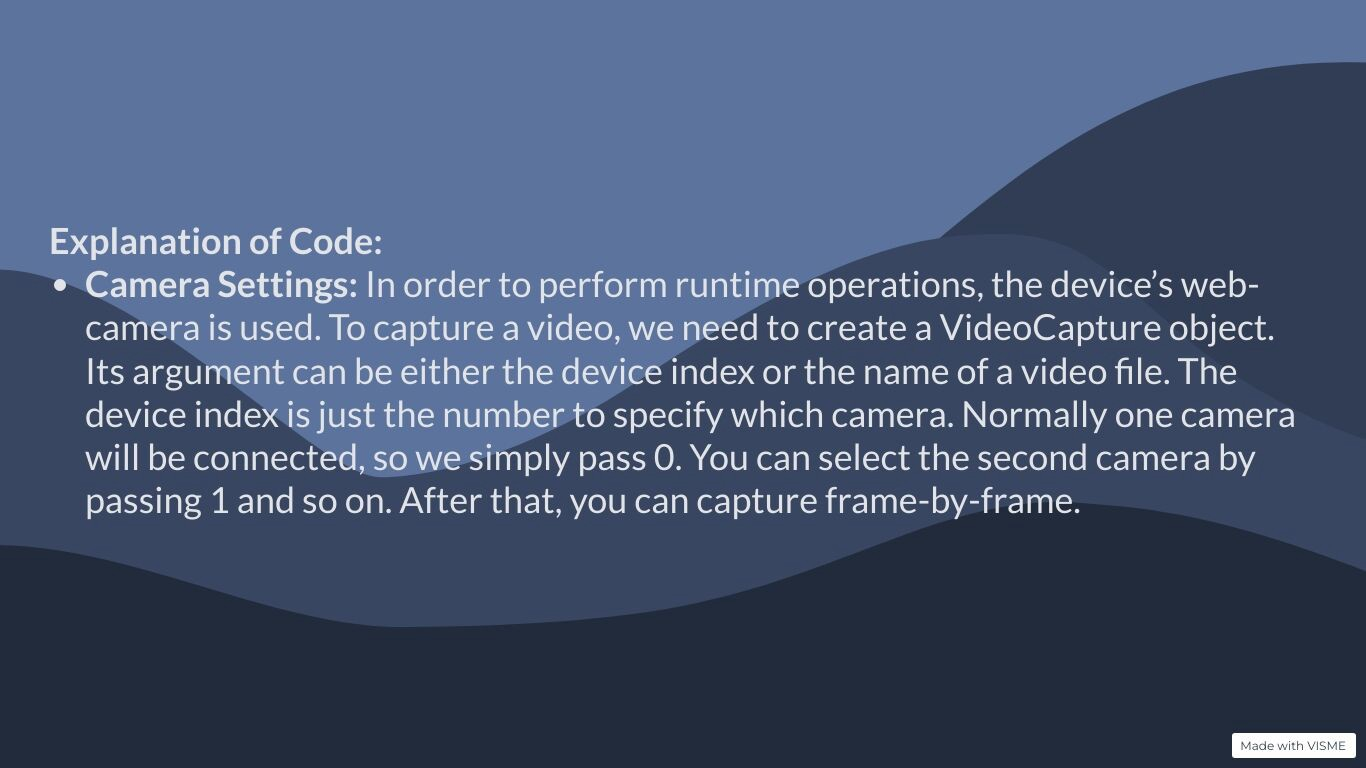 Explanation of Code:
• Camera Settings: In order to perform runtime operations, the device’s web-
camera is used. To capture a video, we need to create a VideoCapture object.
Its argument can be either the device index or the name of a video file. The
device index is just the number to specify which camera. Normally one camera
will be connected, so we simply pass 0. You can select the second camera by
passing 1 and so on. After that, you can capture frame-by-frame.
Made with VISME